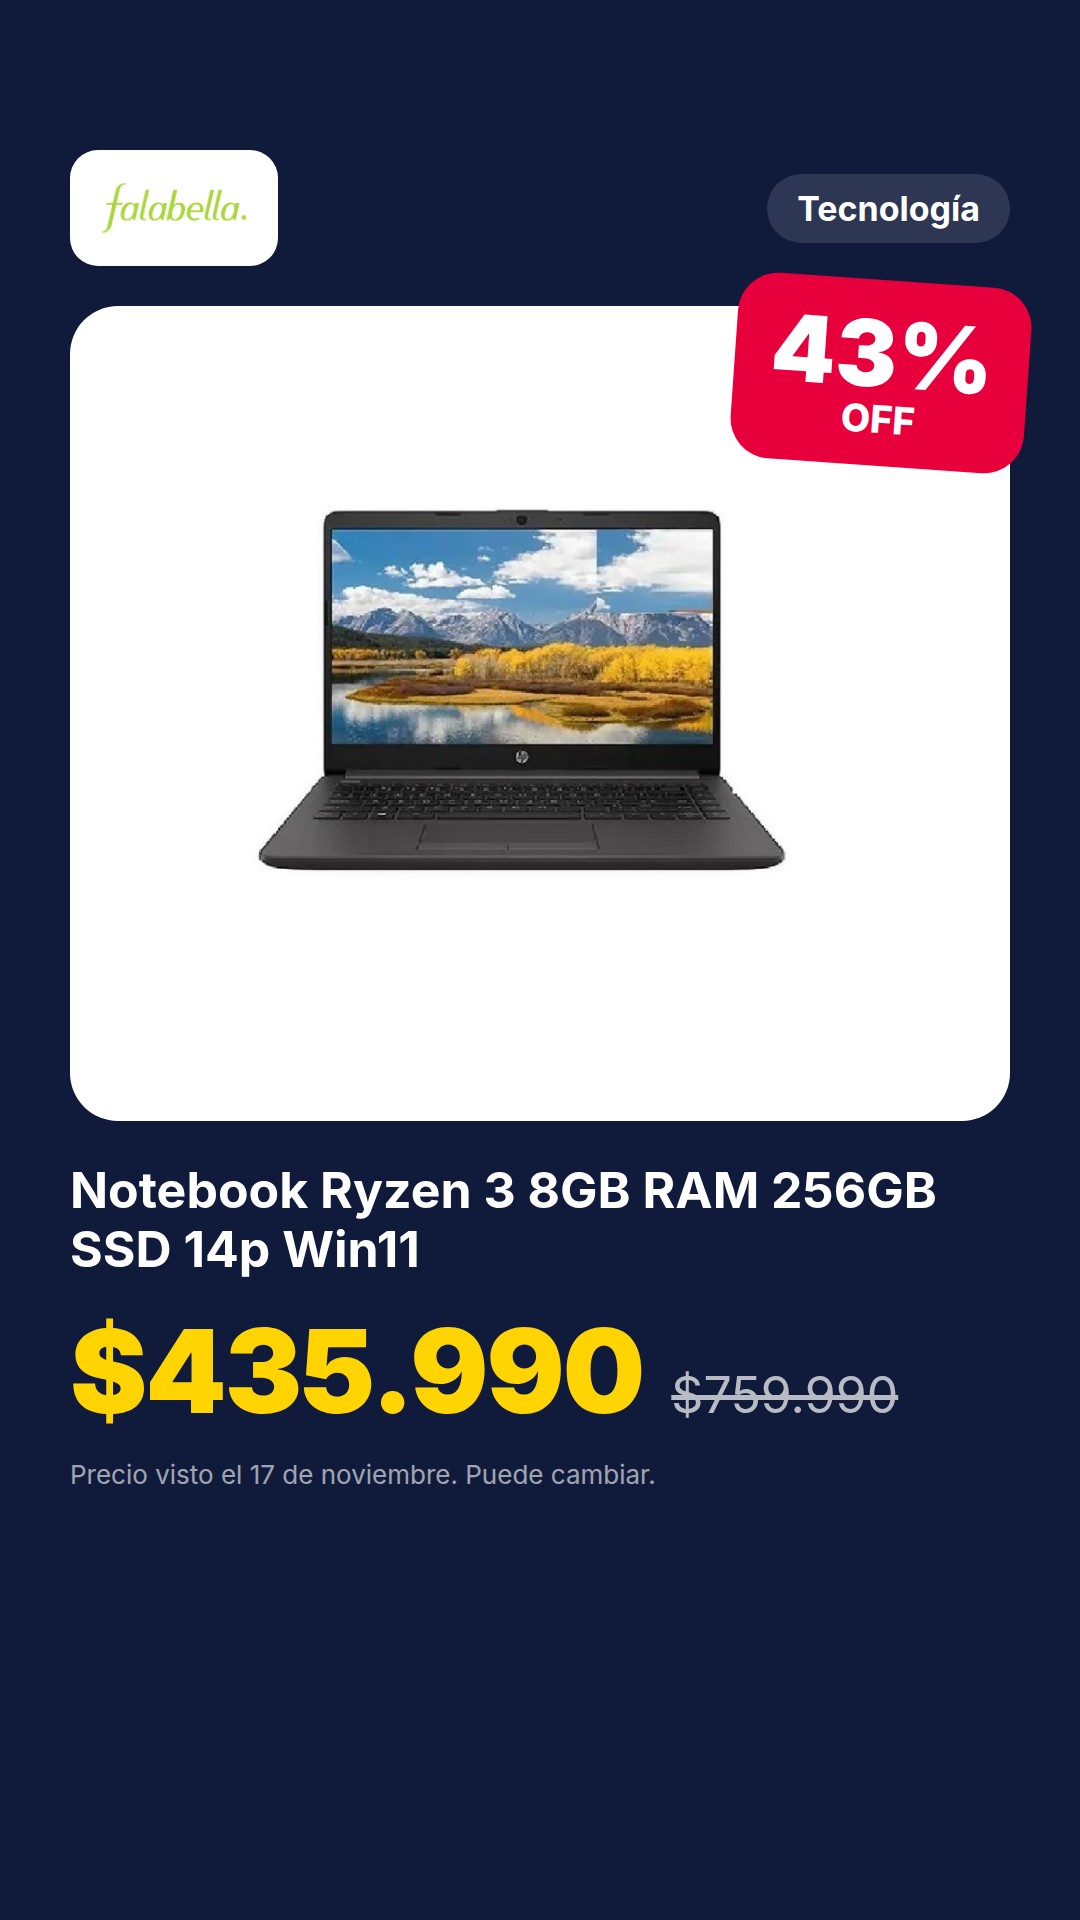 falabella.
Tecnología
43%
OFF
hp
Notebook Ryzen 3 8GB RAM 256GB
SSD 14p Win11
$435.990 $759.990
Precio visto el 17 de noviembre. Puede cambiar.